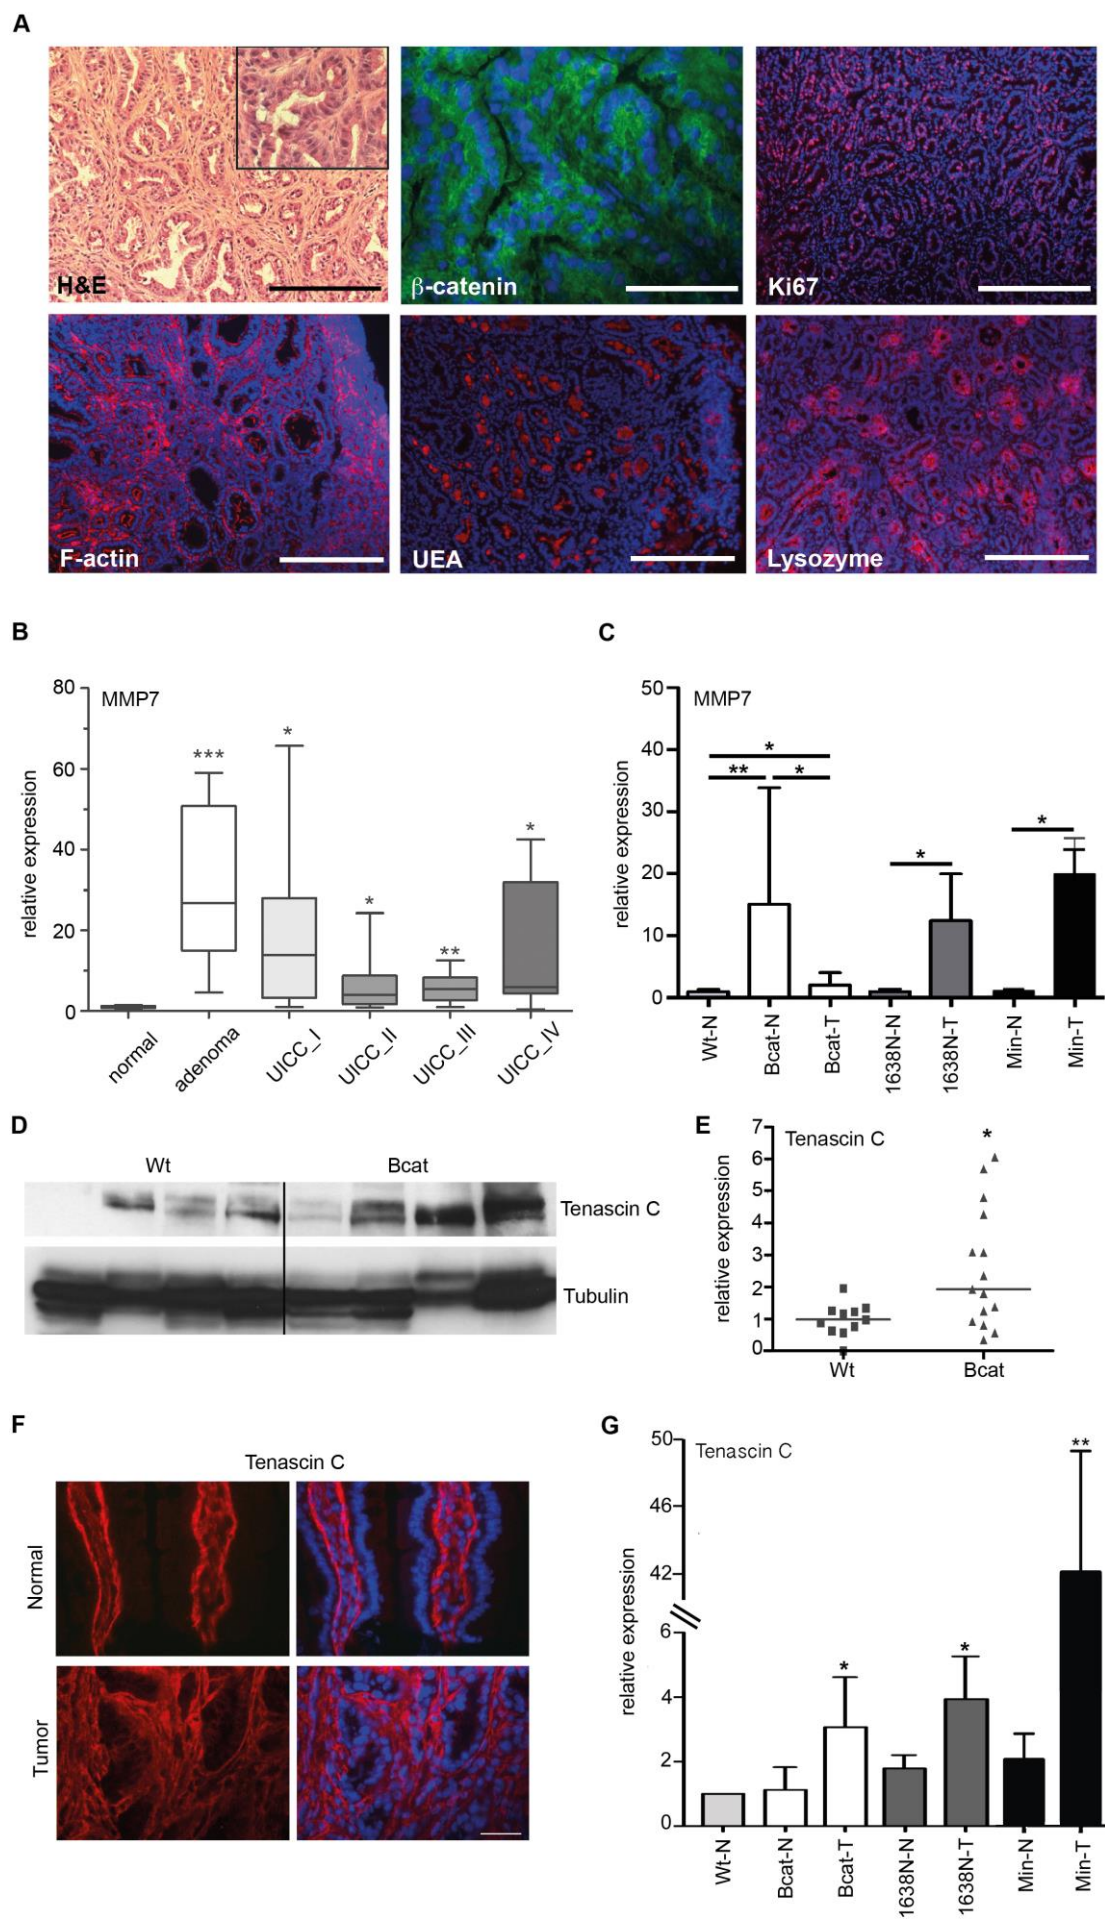 A
H&E
β-catenin
Ki67
F-actin
UEA
Lysozyme
B
80
MMP7
60
40
20
0
relative expression
***
*
*
**
*
normal
adenoma
UICC_I
UICC_II
UICC_III
UICC_IV
C
50
MMP7
40
30
20
10
0
relative expression
*
**
*
*
*
Wt-N
Bcat-N
Bcat-T
1638N-N
1638N-T
Min-N
Min-T
D
Wt
Bcat
Tenascin C
Tubulin
E
7
Tenascin C
6
5
4
3
2
1
0
relative expression
*
Wt
Bcat
F
Tenascin C
Normal
Tumor
G
50
Tenascin C
46
42
6
4
2
0
relative expression
*
*
**
Wt-N
Bcat-N
Bcat-T
1638N-N
1638N-T
Min-N
Min-T